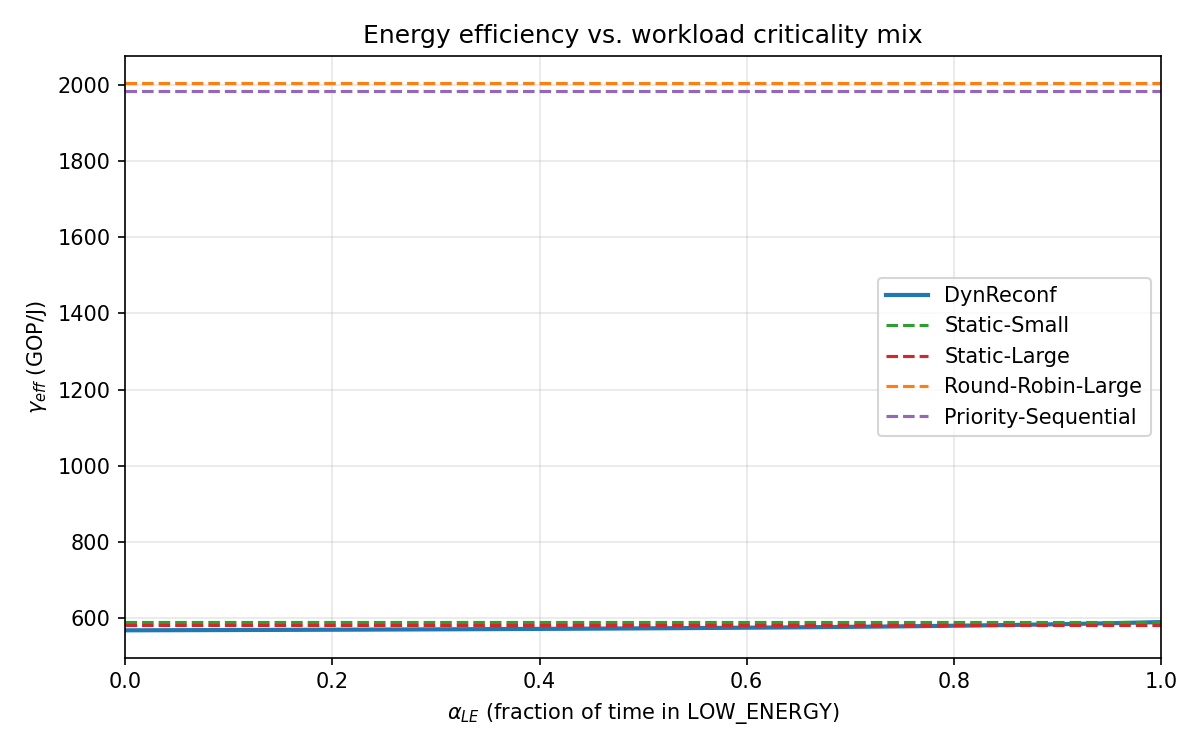 Energy efficiency vs. workload criticality mix
2000
1800
1600
1400
1200
1000
800
600
γeff (GOP/J)
DynReconf
Static-Small
Static-Large
Round-Robin-Large
Priority-Sequential
0.0 0.2 0.4 0.6 0.8 1.0
αLE (fraction of time in LOW_ENERGY)